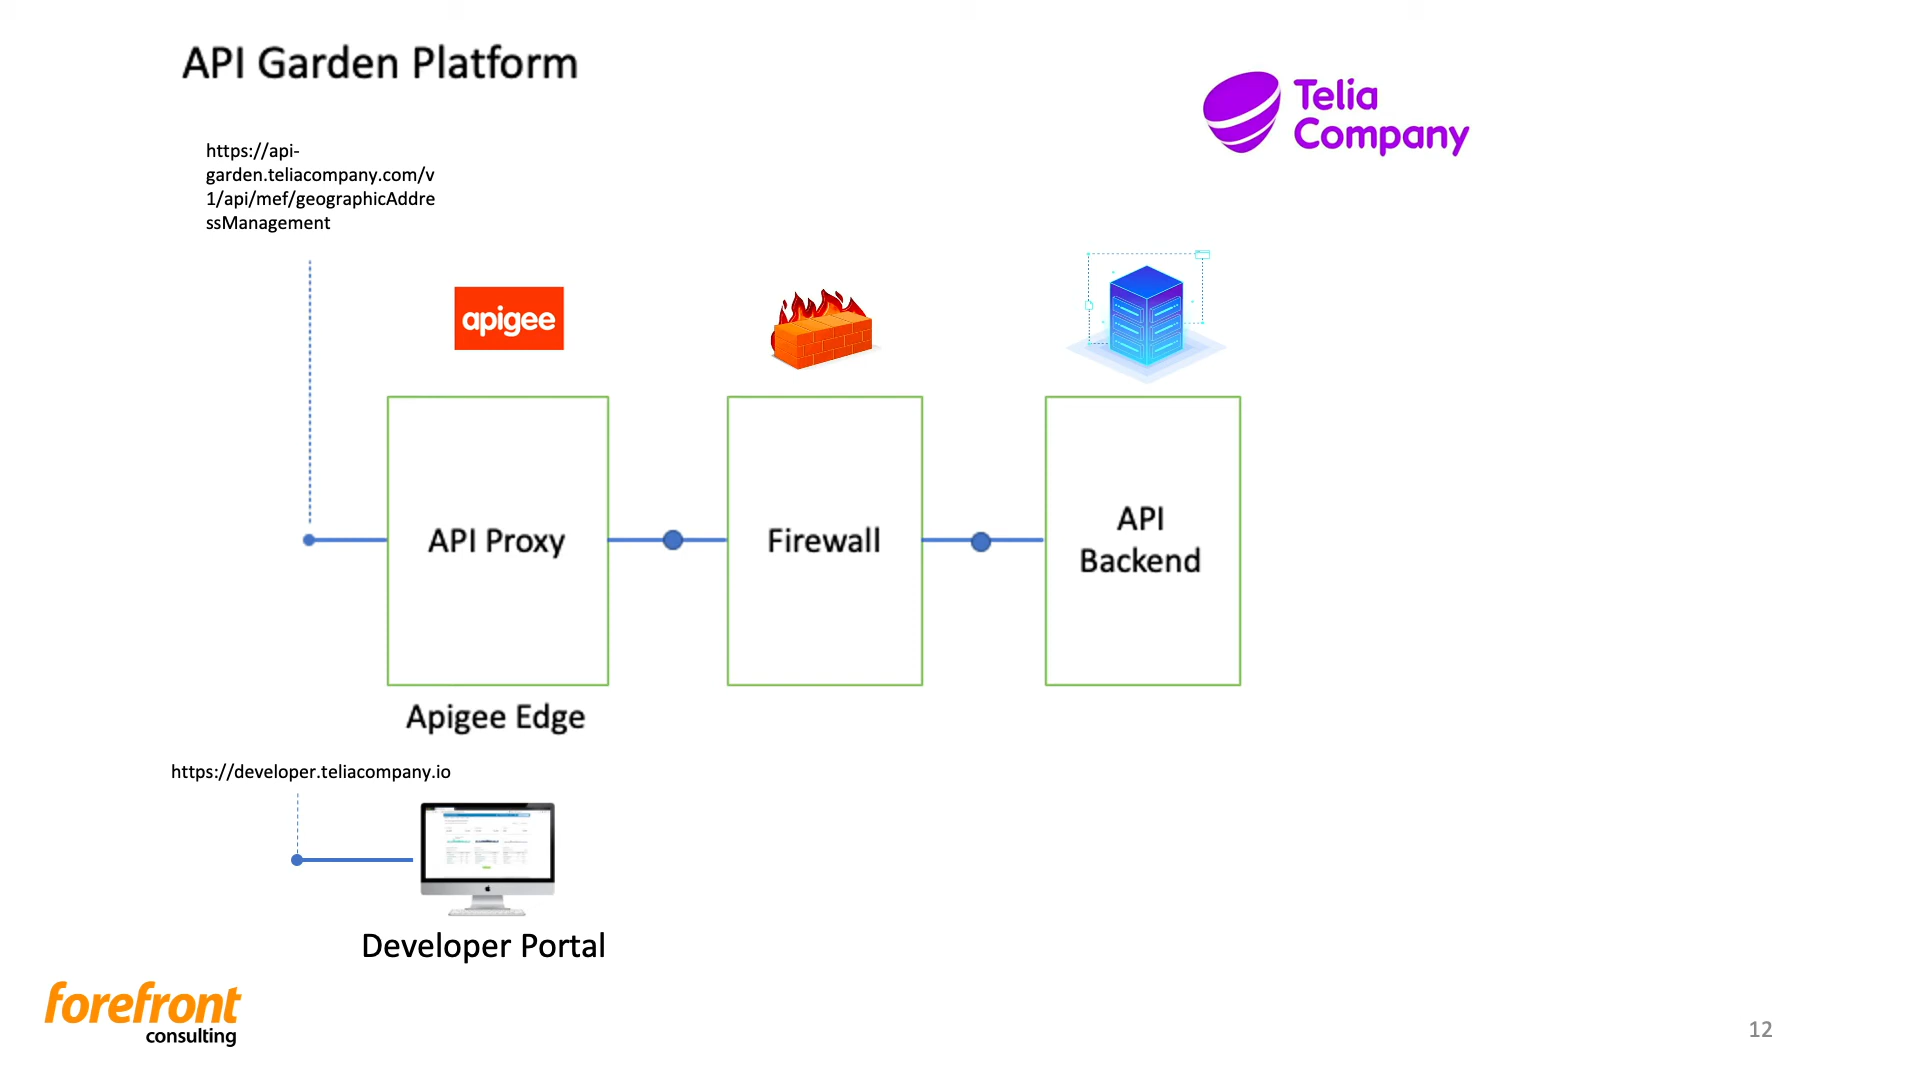 API Garden Platform
Telia
Company
https://api-
garden.teliacompany.com/v
1/api/mef/geographicAddre
ssManagement
apigee
API Proxy
Firewall
API
Backend
Apigee Edge
https://developer.teliacompany.io
Developer Portal
forefront
consulting
12